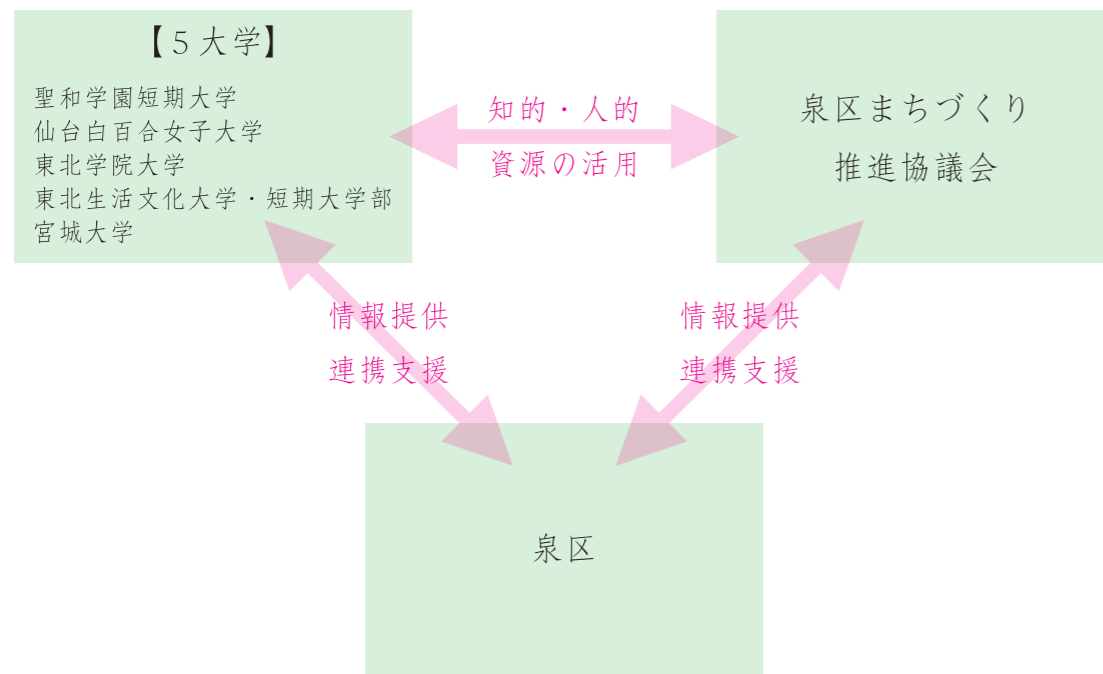 【５大学】
聖和学園短期大学
仙台白百合女子大学
東北学院大学
東北生活文化大学・短期大学部
宮城大学
知的・人的
資源の活用
泉区まちづくり
推進協議会
情報提供
連携支援
情報提供
連携支援
泉区